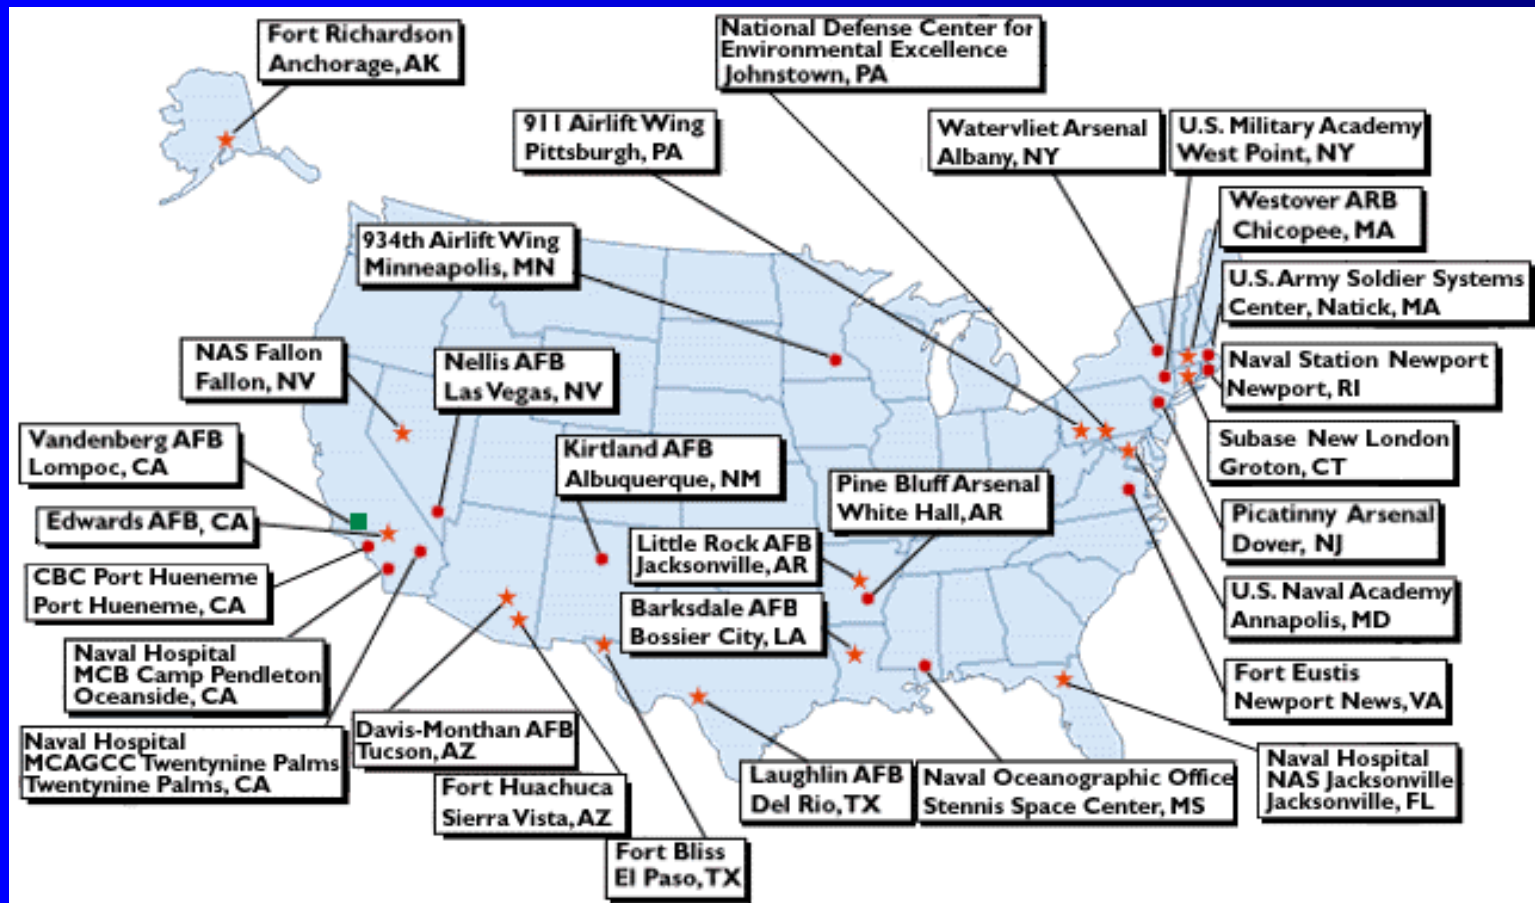 Fort Richardson
Anchorage, AK
National Defense Center for
Environmental Excellence
Johnstown, PA
911 Airlift Wing
Pittsburgh, PA
Watervliet Arsenal
Albany, NY
U.S. Military Academy
West Point, NY
Westover ARB
Chicopee, MA
934th Airlift Wing
Minneapolis, MN
U.S. Army Soldier Systems
Center, Natick, MA
NAS Fallon
Fallon, NV
Nellis AFB
Las Vegas, NV
Naval Station Newport
Newport, RI
Vandenberg AFB
Lompoc, CA
Kirtland AFB
Albuquerque, NM
Subase New London
Groton, CT
Pine Bluff Arsenal
White Hall, AR
Edwards AFB, CA
Picatinny Arsenal
Dover, NJ
Little Rock AFB
Jacksonville, AR
CBC Port Hueneme
Port Hueneme, CA
U.S. Naval Academy
Annapolis, MD
Barksdale AFB
Bossier City, LA
Naval Hospital
MCB Camp Pendleton
Oceanside, CA
Fort Eustis
Newport News, VA
Naval Hospital
MCAGCC Twentynine Palms
Twentynine Palms, CA
Davis-Monthan AFB
Tucson, AZ
Fort Huachuca
Sierra Vista, AZ
Laughlin AFB
Del Rio, TX
Naval Oceanographic Office
Stennis Space Center, MS
Naval Hospital
NAS Jacksonville
Jacksonville, FL
Fort Bliss
El Paso, TX